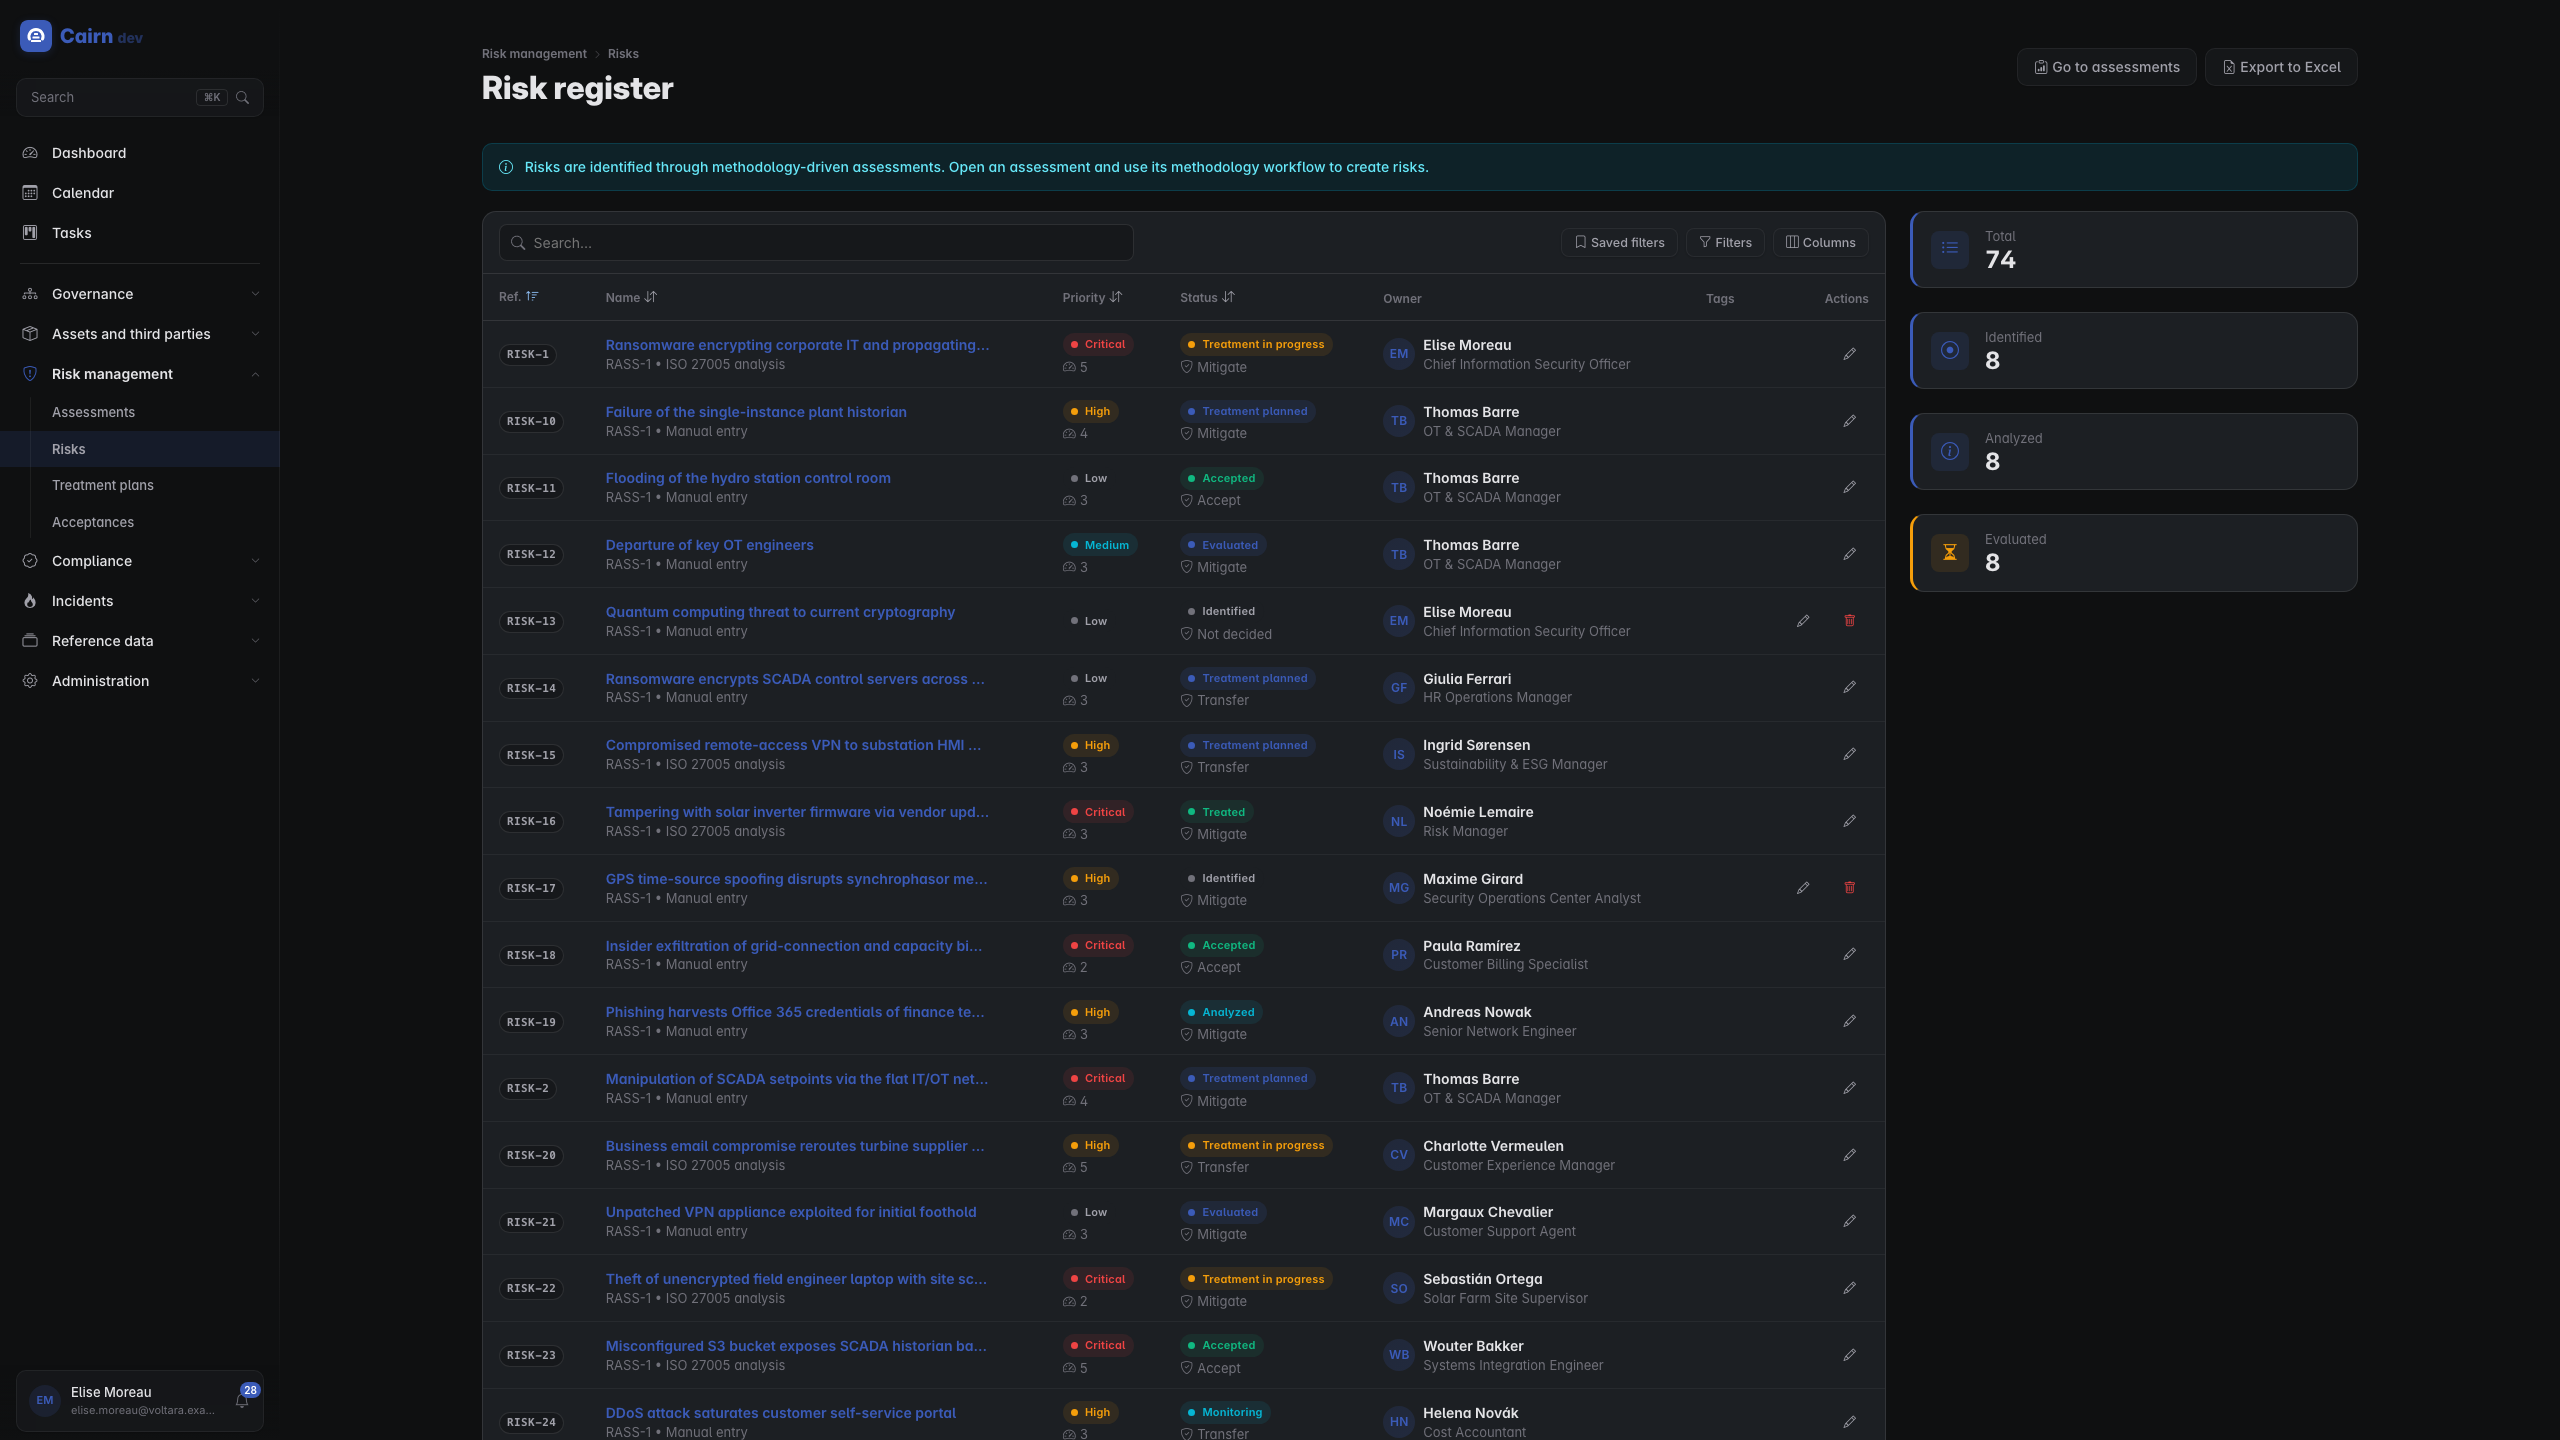 Cairn dev
Search ⌘K
Dashboard
Calendar
Tasks
Governance
Assets and third parties
Risk management
Assessments
Risks
Treatment plans
Acceptances
Compliance
Incidents
Reference data
Administration
EM Elise Moreau 28
elise.moreau@voltara.exa...
Risk management › Risks
Risk register
Go to assessments
Export to Excel
Risks are identified through methodology-driven assessments. Open an assessment and use its methodology workflow to create risks.
Search...
Saved filters Filters Columns
Ref. Name Priority Status Owner Tags Actions
RISK-1 Ransomware encrypting corporate IT and propagating... Critical Treatment in progress EM Elise Moreau
RASS-1 • ISO 27005 analysis 5 Mitigate Chief Information Security Officer
RISK-10 Failure of the single-instance plant historian High Treatment planned TB Thomas Barre
RASS-1 • Manual entry 4 Mitigate OT & SCADA Manager
RISK-11 Flooding of the hydro station control room Low Accepted TB Thomas Barre
RASS-1 • Manual entry 3 Accept OT & SCADA Manager
RISK-12 Departure of key OT engineers Medium Evaluated TB Thomas Barre
RASS-1 • Manual entry 3 Mitigate OT & SCADA Manager
RISK-13 Quantum computing threat to current cryptography Low Identified EM Elise Moreau
RASS-1 • Manual entry Not decided Chief Information Security Officer
RISK-14 Ransomware encrypts SCADA control servers across ... Low Treatment planned GF Giulia Ferrari
RASS-1 • Manual entry 3 Transfer HR Operations Manager
RISK-15 Compromised remote-access VPN to substation HMI ... High Treatment planned IS Ingrid Sørensen
RASS-1 • ISO 27005 analysis 3 Transfer Sustainability & ESG Manager
RISK-16 Tampering with solar inverter firmware via vendor upd... Critical Treated NL Noémie Lemaire
RASS-1 • ISO 27005 analysis 3 Mitigate Risk Manager
RISK-17 GPS time-source spoofing disrupts synchrophasor me... High Identified MG Maxime Girard
RASS-1 • Manual entry 3 Mitigate Security Operations Center Analyst
RISK-18 Insider exfiltration of grid-connection and capacity bi... Critical Accepted PR Paula Ramírez
RASS-1 • Manual entry 2 Accept Customer Billing Specialist
RISK-19 Phishing harvests Office 365 credentials of finance te... High Analyzed AN Andreas Nowak
RASS-1 • Manual entry 3 Mitigate Senior Network Engineer
RISK-2 Manipulation of SCADA setpoints via the flat IT/OT net... Critical Treatment planned TB Thomas Barre
RASS-1 • Manual entry 4 Mitigate OT & SCADA Manager
RISK-20 Business email compromise reroutes turbine supplier ... High Treatment in progress CV Charlotte Vermeulen
RASS-1 • ISO 27005 analysis 5 Transfer Customer Experience Manager
RISK-21 Unpatched VPN appliance exploited for initial foothold Low Evaluated MC Margaux Chevalier
RASS-1 • Manual entry 3 Mitigate Customer Support Agent
RISK-22 Theft of unencrypted field engineer laptop with site sc... Critical Treatment in progress SO Sebastián Ortega
RASS-1 • ISO 27005 analysis 2 Mitigate Solar Farm Site Supervisor
RISK-23 Misconfigured S3 bucket exposes SCADA historian ba... Critical Accepted WB Wouter Bakker
RASS-1 • ISO 27005 analysis 5 Accept Systems Integration Engineer
RISK-24 DDoS attack saturates customer self-service portal High Monitoring HN Helena Novák
RASS-1 • Manual entry 3 Transfer Cost Accountant
Total
74
Identified
8
Analyzed
8
Evaluated
8